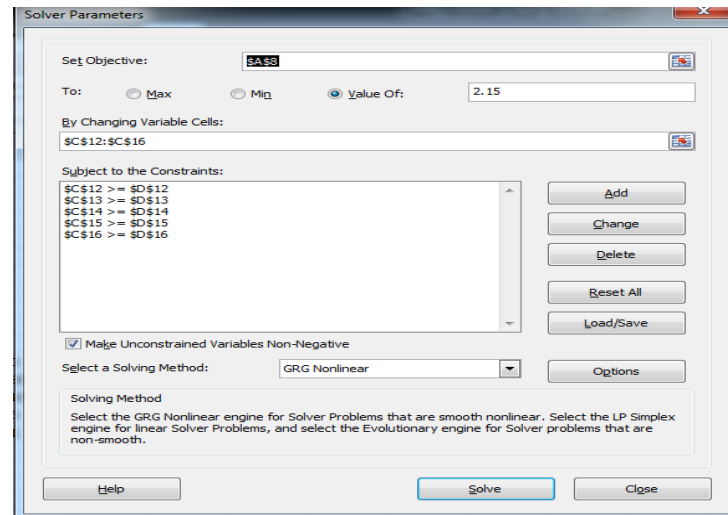 Solver Parameters
Set Objective: $A$8
To: Max Min Value Of: 2.15
By Changing Variable Cells:
$C$12:$C$16
Subject to the Constraints:
$C$12 >= $D$12
$C$13 >= $D$13
$C$14 >= $D$14
$C$15 >= $D$15
$C$16 >= $D$16
Add
Change
Delete
Reset All
Load/Save
Make Unconstrained Variables Non-Negative
Select a Solving Method: GRG Nonlinear Options
Solving Method
Select the GRG Nonlinear engine for Solver Problems that are smooth nonlinear. Select the LP Simplex
engine for linear Solver Problems, and select the Evolutionary engine for Solver problems that are
non-smooth.
Help Solve Close